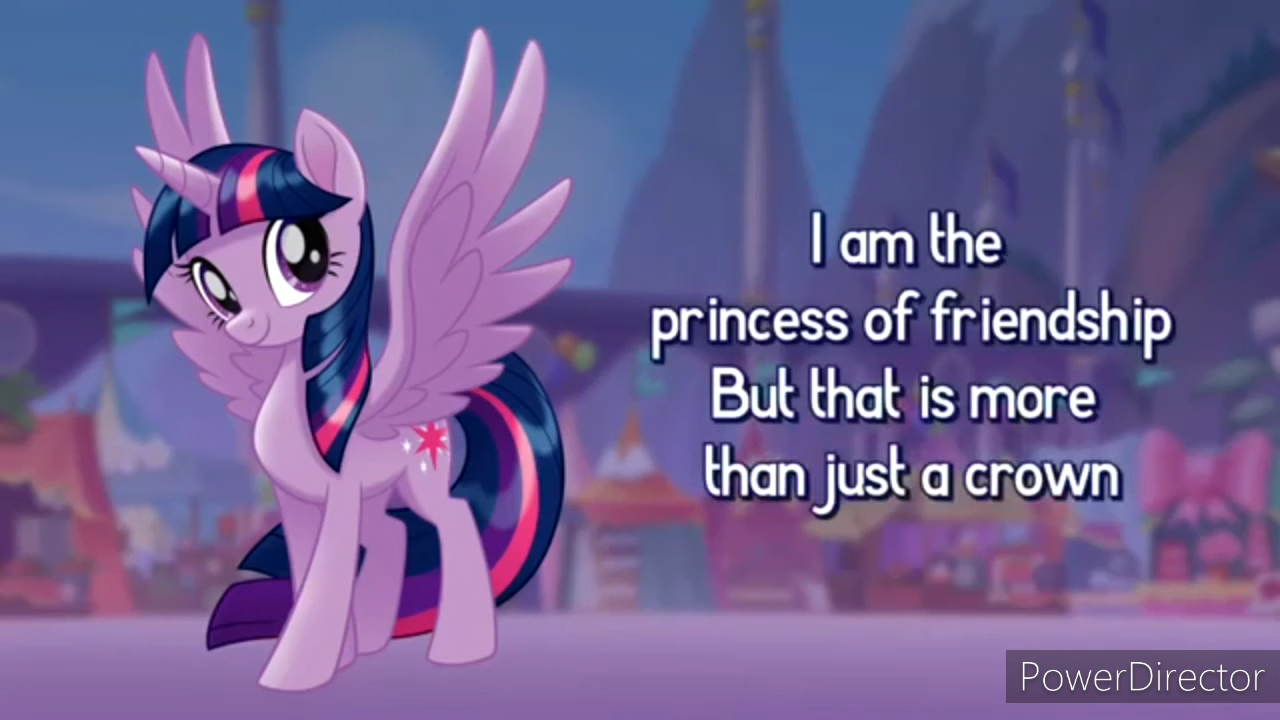 I am the
princess of friendship
But that is more
than just a crown
PowerDirector